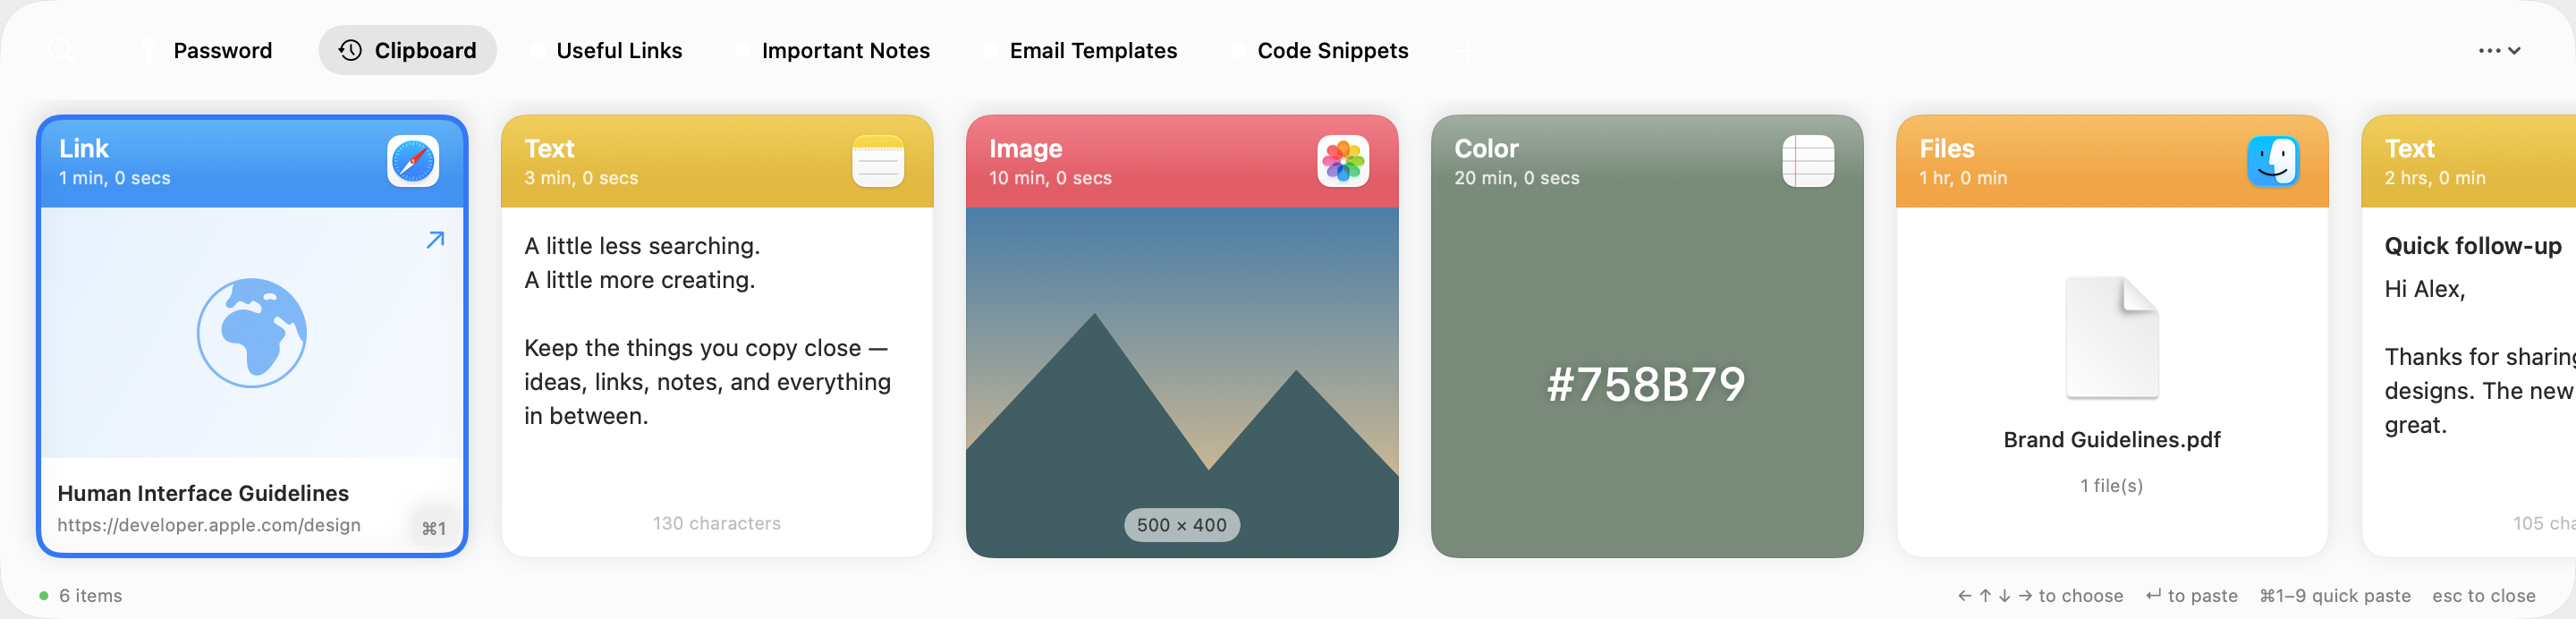 Password
Clipboard
Useful Links
Important Notes
Email Templates
Code Snippets
Link
1 min, 0 secs
Human Interface Guidelines
https://developer.apple.com/design
⌘1
Text
3 min, 0 secs
A little less searching.
A little more creating.
Keep the things you copy close —
ideas, links, notes, and everything
in between.
130 characters
Image
10 min, 0 secs
500 × 400
Color
20 min, 0 secs
#758B79
Files
1 hr, 0 min
Brand Guidelines.pdf
1 file(s)
Text
2 hrs, 0 min
Quick follow-up
Hi Alex,
Thanks for sharing
designs. The new
great.
105 cha
6 items
← ↑ ↓ → to choose ↵ to paste ⌘1–9 quick paste esc to close